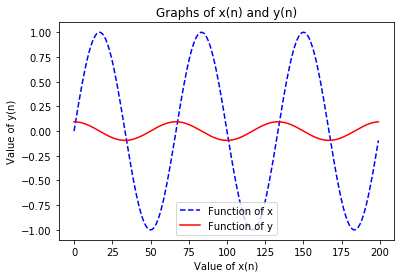 Graphs of x(n) and y(n)
Value of y(n)
1.00
0.75
0.50
0.25
0.00
-0.25
-0.50
-0.75
-1.00
Function of x
Function of y
0 25 50 75 100 125 150 175 200
Value of x(n)